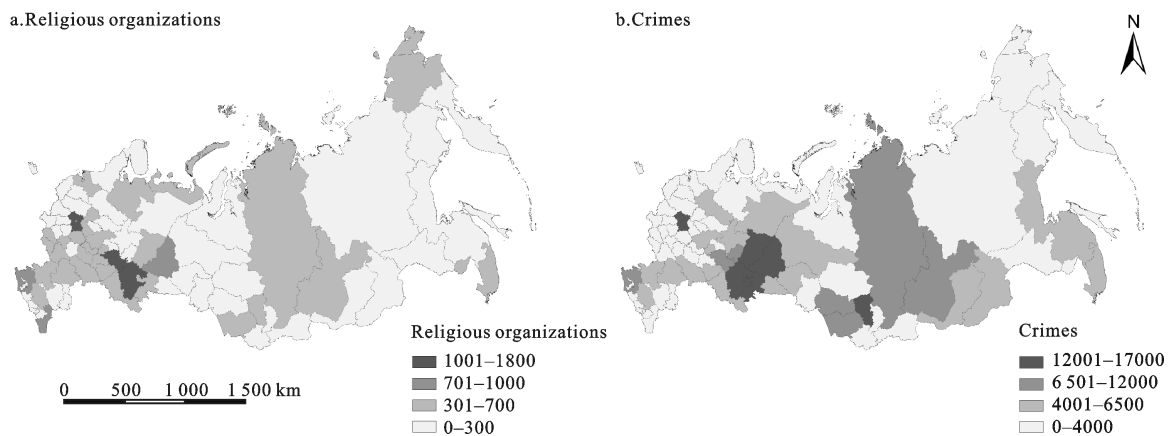 a.Religious organizations
b.Crimes
N
Religious organizations
1001–1800
701–1000
301–700
0–300
0 500 1 000 1 500 km
Crimes
12001–17000
6 501–12000
4001–6500
0–4000